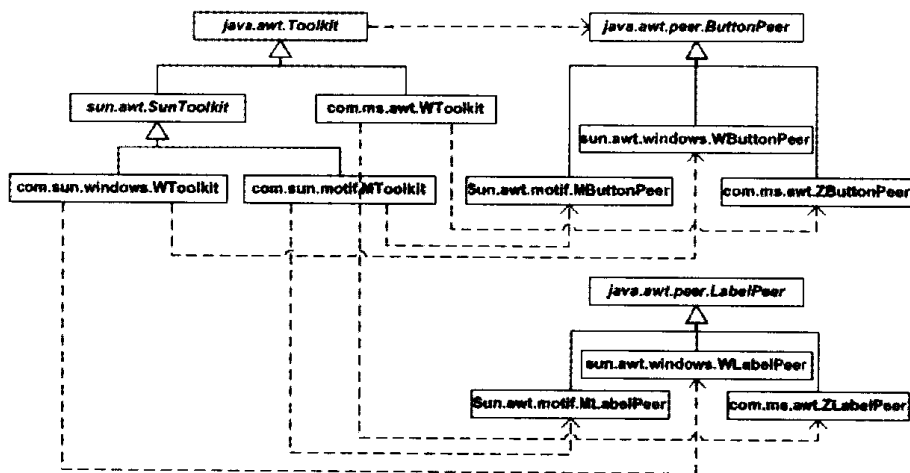 java.awt.Toolkit
java.awt.peer.ButtonPeer
sun.awt.SunToolkit
com.ms.awt.WToolkit
sun.awt.windows.WButtonPeer
com.sun.windows.WToolkit
com.sun.motif.MToolkit
Sun.awt.motif.MButtonPeer
com.ms.awt.ZButtonPeer
java.awt.peer.LabelPeer
sun.awt.windows.WLabelPeer
Sun.awt.motif.MLabelPeer
com.ms.awt.ZLabelPeer